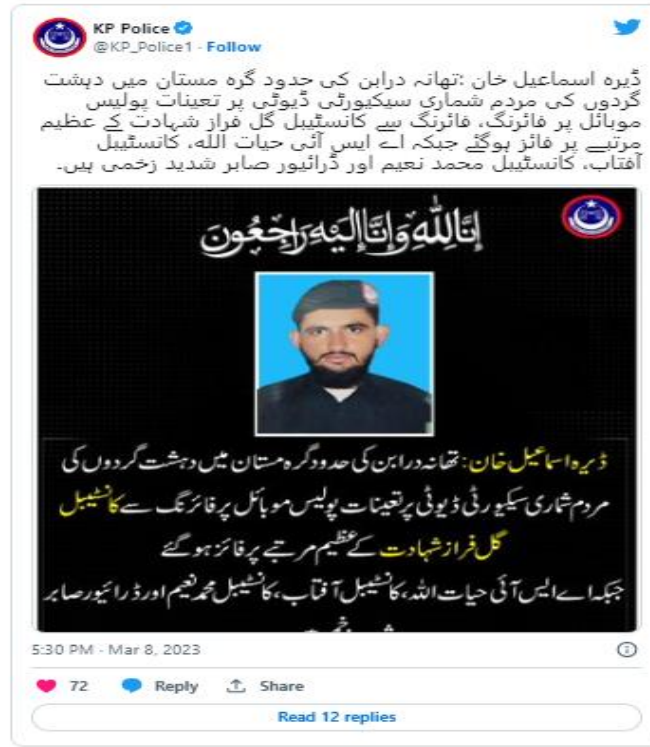 KP Police
@KP_Police1 · Follow
ڈیرہ اسماعیل خان :تھانہ درابن کی حدود گرہ مستان میں دہشت
گردوں کی مردم شماری سیکیورٹی ڈیوٹی پر تعینات پولیس
موبائل پر فائرنگ، فائرنگ سے کانسٹیبل گل فراز شہادت کے عظیم
مرتبے پر فائز ہوگئے جبکہ اے ایس آئی حیات اللہ، کانسٹیبل
آفتاب، کانسٹیبل محمد نعیم اور ڈرائیور صابر شدید زخمی ہیں۔
إِنَّا لِلّٰهِ وَإِنَّا إِلَيْهِ رَاجِعُونَ
ڈیرہ اسماعیل خان: تھانہ درابن کی حدود گرہ مستان میں دہشت گردوں کی
مردم شماری سیکیورٹی ڈیوٹی پر تعینات پولیس موبائل پر فائرنگ سے کانسٹیبل
گل فراز شہادت کے عظیم مرتبے پر فائز ہو گئے
جبکہ اے ایس آئی حیات اللہ، کانسٹیبل آفتاب، کانسٹیبل محمد نعیم اور ڈرائیور صابر
5:30 PM · Mar 8, 2023
72 Reply Share
Read 12 replies